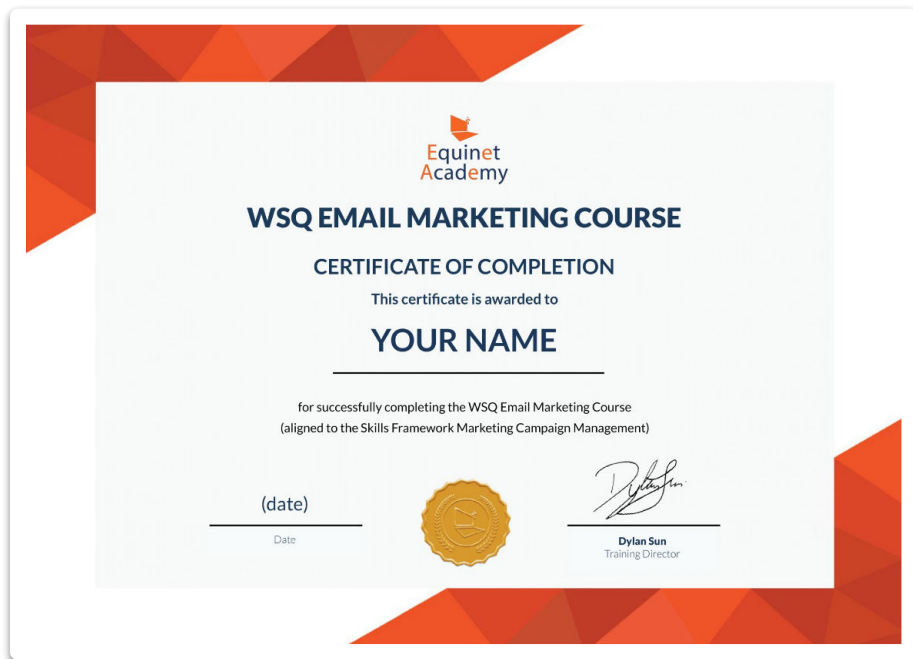 Equinet
Academy
WSQ EMAIL MARKETING COURSE
CERTIFICATE OF COMPLETION
This certificate is awarded to
YOUR NAME
for successfully completing the WSQ Email Marketing Course
(aligned to the Skills Framework Marketing Campaign Management)
(date)
Date
Dylan Sun
Dylan Sun
Training Director